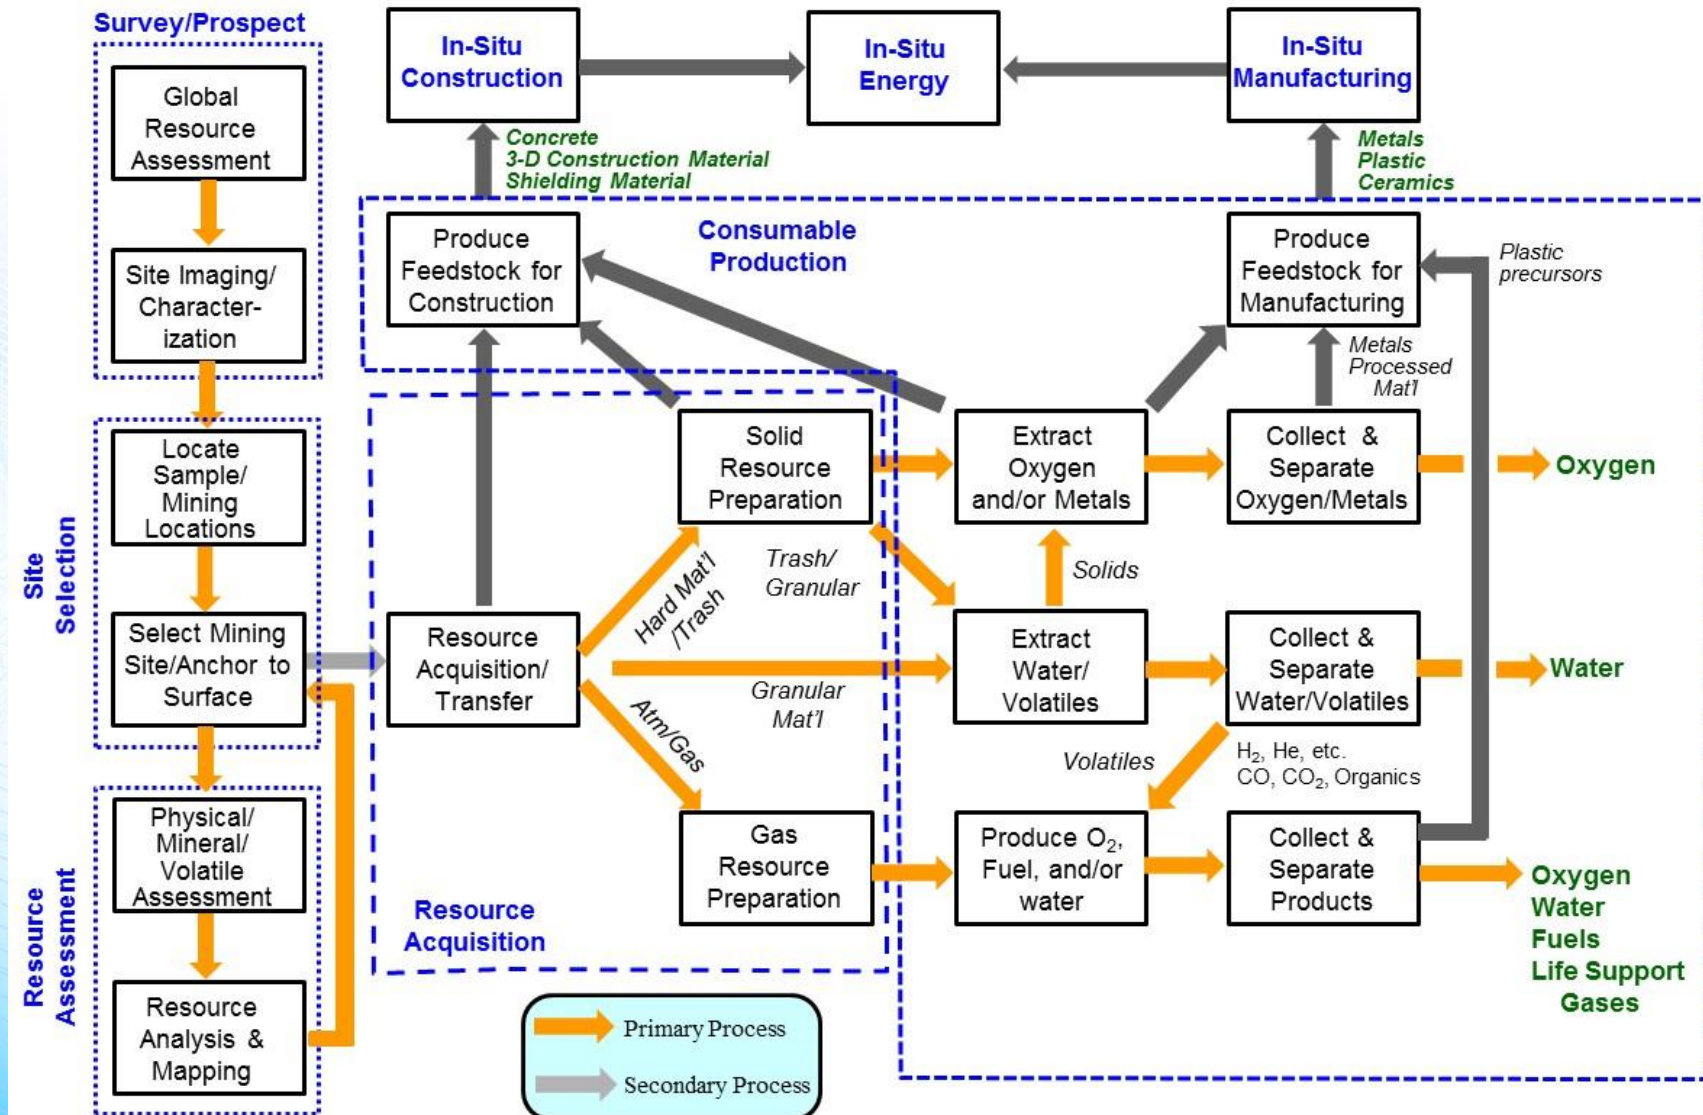 Survey/Prospect
Global
Resource
Assessment
Site Imaging/
Character-
ization
Site
Selection
Locate
Sample/
Mining
Locations
Select Mining
Site/Anchor to
Surface
Resource
Assessment
Physical/
Mineral/
Volatile
Assessment
Resource
Analysis &
Mapping
In-Situ
Construction
In-Situ
Energy
In-Situ
Manufacturing
Concrete
3-D Construction Material
Shielding Material
Metals
Plastic
Ceramics
Produce
Feedstock for
Construction
Consumable
Production
Produce
Feedstock for
Manufacturing
Plastic
precursors
Metals
Processed
Mat'l
Solid
Resource
Preparation
Extract
Oxygen
and/or Metals
Collect &
Separate
Oxygen/Metals
Oxygen
Hard Mat'l
/Trash
Trash/
Granular
Solids
Resource
Acquisition/
Transfer
Granular
Mat'l
Extract
Water/
Volatiles
Collect &
Separate
Water/Volatiles
Water
Atm/Gas
Volatiles
H₂, He, etc.
CO, CO₂, Organics
Gas
Resource
Preparation
Produce O₂,
Fuel, and/or
water
Collect &
Separate
Products
Oxygen
Water
Fuels
Life Support
Gases
Resource
Acquisition
Primary Process
Secondary Process